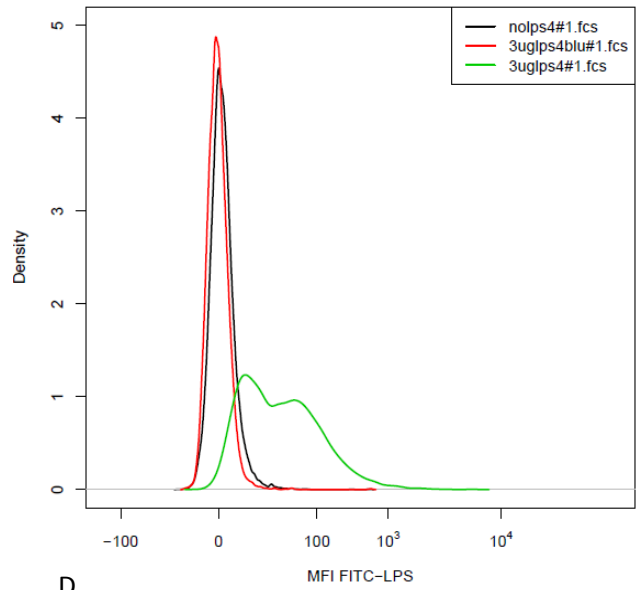 nolps4#1.fcs
3uglps4blu#1.fcs
3uglps4#1.fcs
5
4
3
2
1
0
Density
−100 0 100 10³ 10⁴
MFI FITC−LPS
D